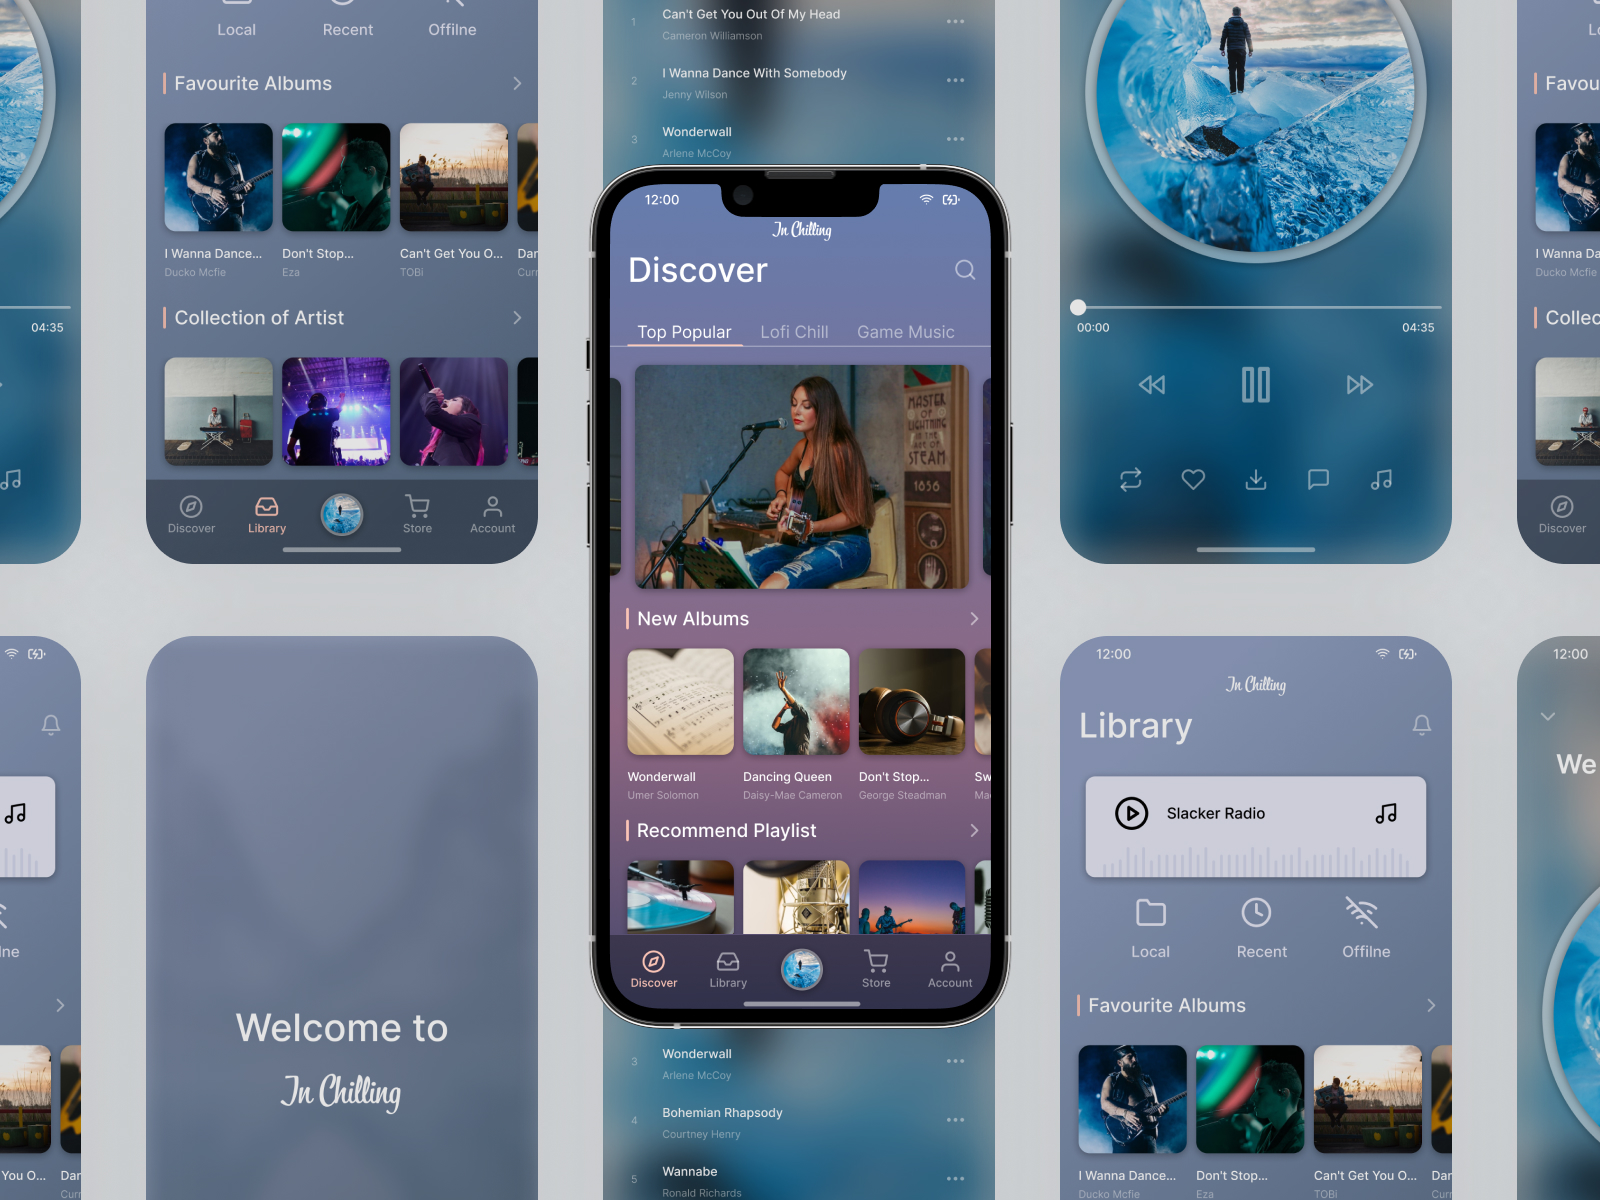 04:35
Local Recent Offilne
Favourite Albums
I Wanna Dance... Don't Stop... Can't Get You O... Dar
Ducko Mcfie Eza TOBi Curr
Collection of Artist
Discover Library Store Account
1 Can't Get You Out Of My Head
Cameron Williamson
2 I Wanna Dance With Somebody
Jenny Wilson
3 Wonderwall
Arlene McCoy
12:00
In Chilling
Discover
Top Popular Lofi Chill Game Music
MASTER
OF
LIGHTNING
IS THE
ART OF
STEAM
1856
New Albums
Wonderwall Dancing Queen Don't Stop... Sw
Umer Solomon Daisy-Mae Cameron George Steadman Mac
Recommend Playlist
Discover Library Store Account
3 Wonderwall
Arlene McCoy
4 Bohemian Rhapsody
Courtney Henry
5 Wannabe
Ronald Richards
00:00 04:35
Lo
Favou
I Wanna Da
Ducko Mcfie
Collec
Discover
lne
You O... Dar
Curr
Welcome to
In Chilling
12:00
In Chilling
Library
Slacker Radio
Local Recent Offilne
Favourite Albums
I Wanna Dance... Don't Stop... Can't Get You O... Dar
Ducko Mcfie Eza TOBi Curr
12:00
We